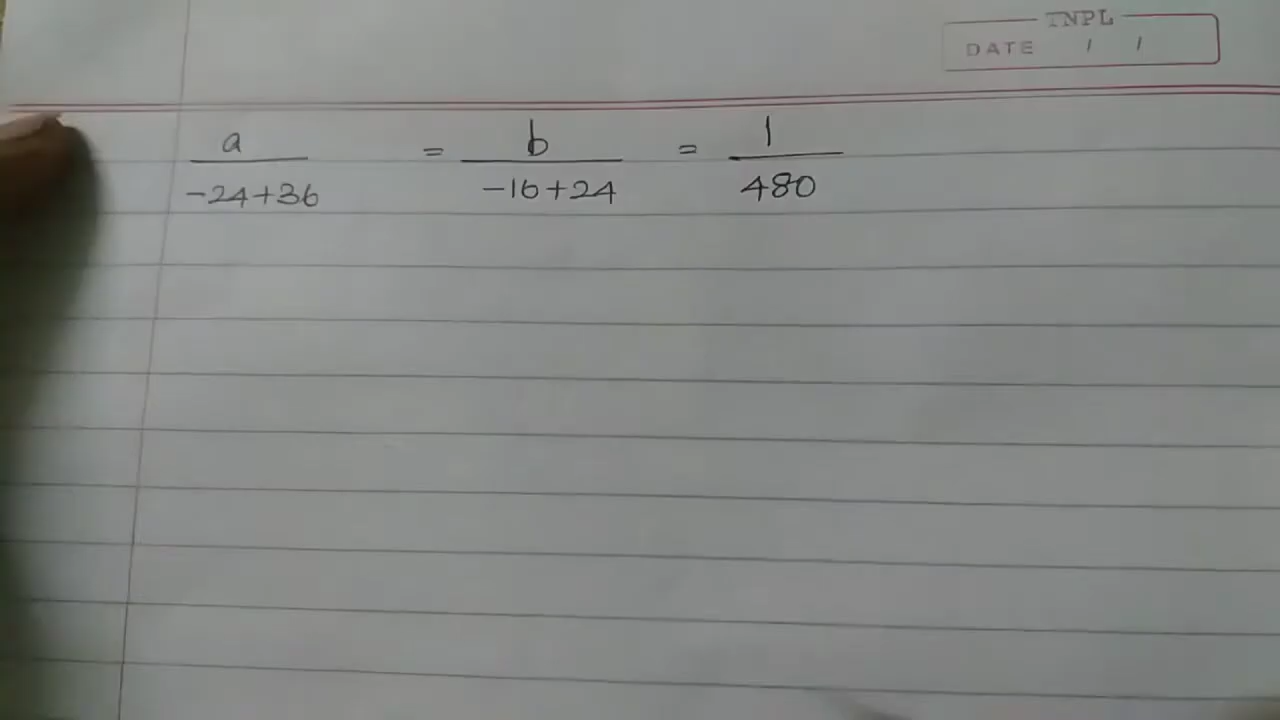 TNPL
DATE / /
a/-24+36 = b/-16+24 = 1/480